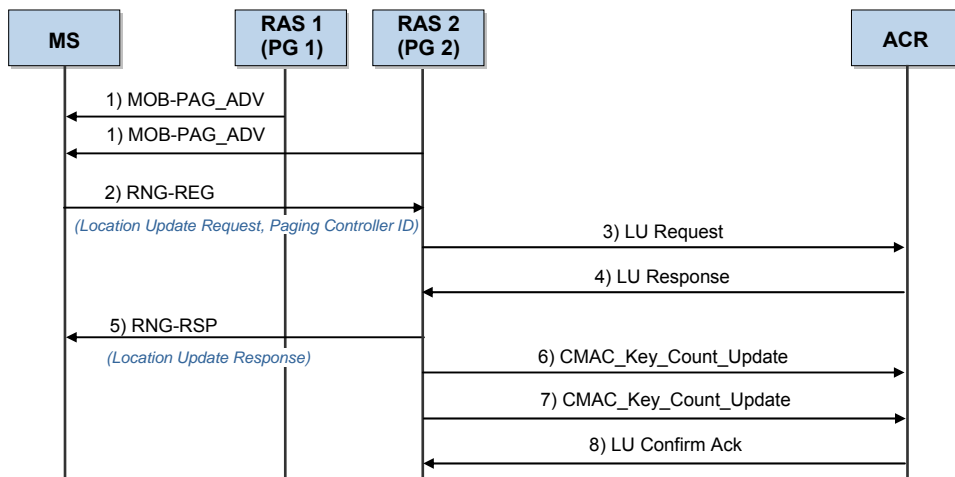 MS
RAS 1
(PG 1)
RAS 2
(PG 2)
ACR
1) MOB-PAG_ADV
1) MOB-PAG_ADV
2) RNG-REG
(Location Update Request, Paging Controller ID)
3) LU Request
4) LU Response
5) RNG-RSP
(Location Update Response)
6) CMAC_Key_Count_Update
7) CMAC_Key_Count_Update
8) LU Confirm Ack